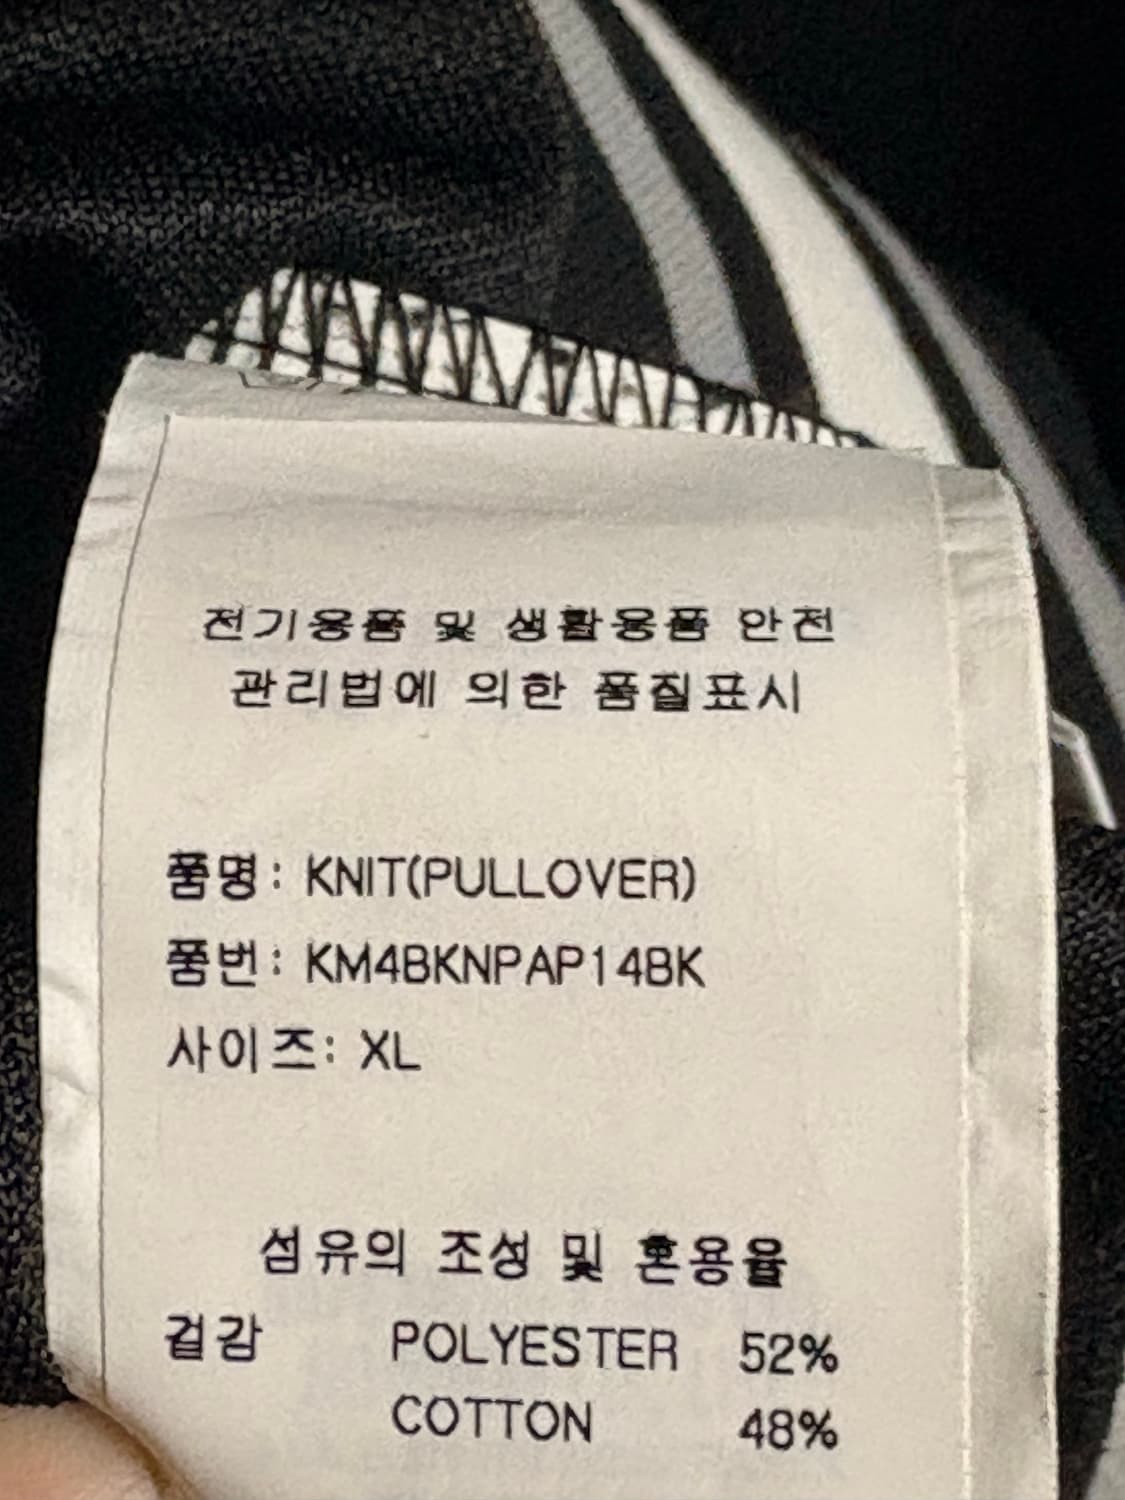 전기용품 및 생활용품 안전
관리법에 의한 품질표시
품명: KNIT(PULLOVER)
품번: KM4BKNPAP14BK
사이즈: XL
섬유의 조성 및 혼용율
겉감 POLYESTER 52%
COTTON 48%